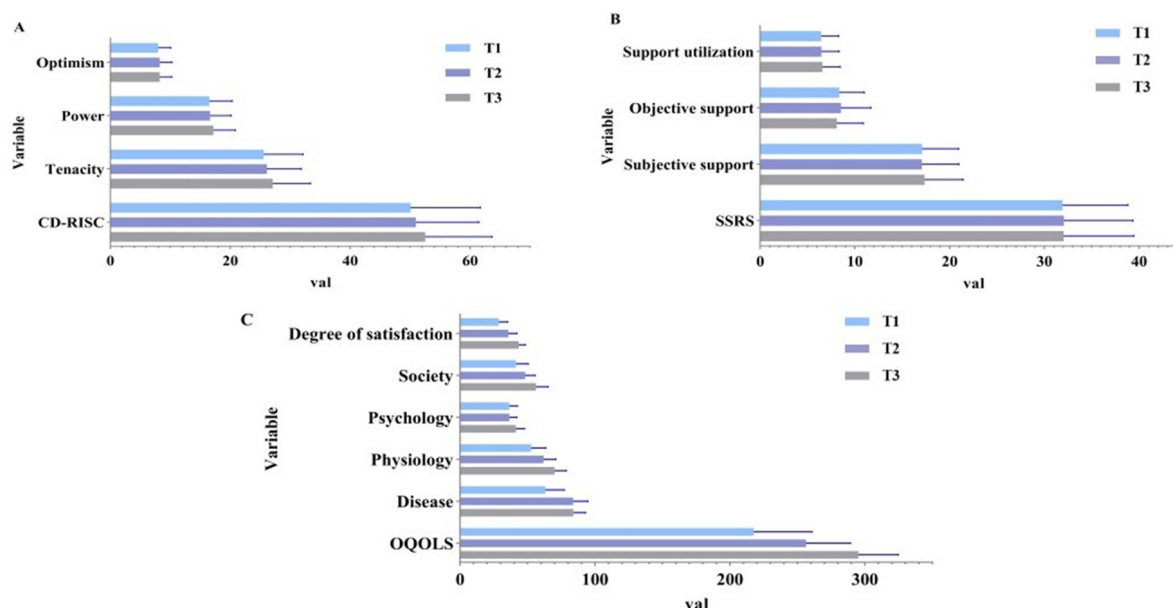 A
T1
T2
T3
Optimism
Power
Tenacity
CD-RISC
Variable
0 20 40 60
val
B
T1
T2
T3
Support utilization
Objective support
Subjective support
SSRS
Variable
0 10 20 30 40
val
C
T1
T2
T3
Degree of satisfaction
Society
Psychology
Physiology
Disease
OQOLS
Variable
0 100 200 300
val